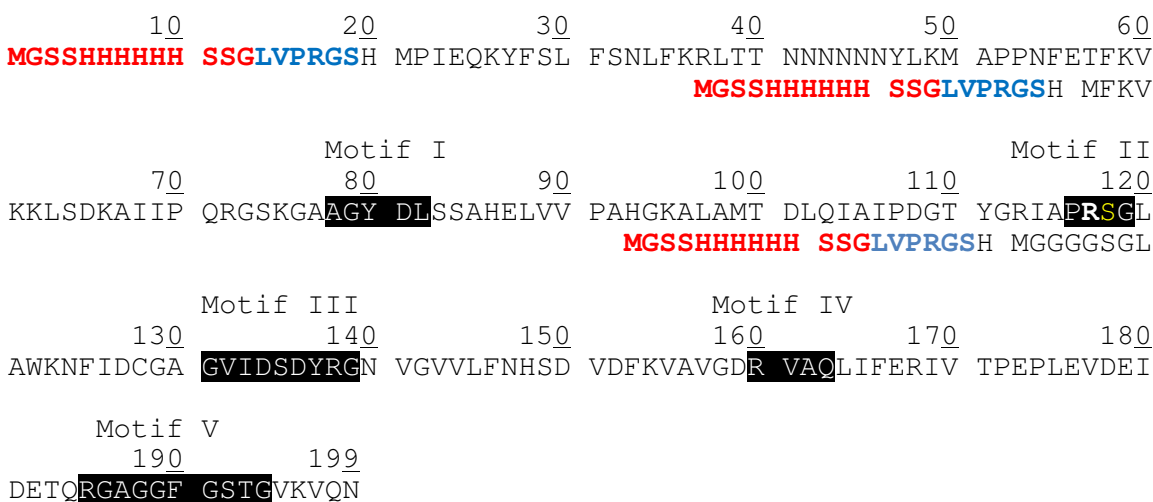 10 20 30 40 50 60
MGSSHHHHHH SSGLVPRGSH MPIEQKYFSL FSNLFKRLTT NNNNNNYLKM APPNFETFKV
MGSSHHHHHH SSGLVPRGSH MFKV
Motif I Motif II
70 80 90 100 110 120
KKLSDKAIIP QRGSKGAAGY DLSSAHELVV PAHGKALAMT DLQIAIPDGT YGRIAPRSGL
MGSSHHHHHH SSGLVPRGSH MGGGGSGL
Motif III Motif IV
130 140 150 160 170 180
AWKNFIDCGA GVIDSDYRGN VGVVLFNHSD VDFKVAVGDR VAQLIFERIV TPEPLEVDEI
Motif V
190 199
DETQRGAGGF GSTGVKVQN